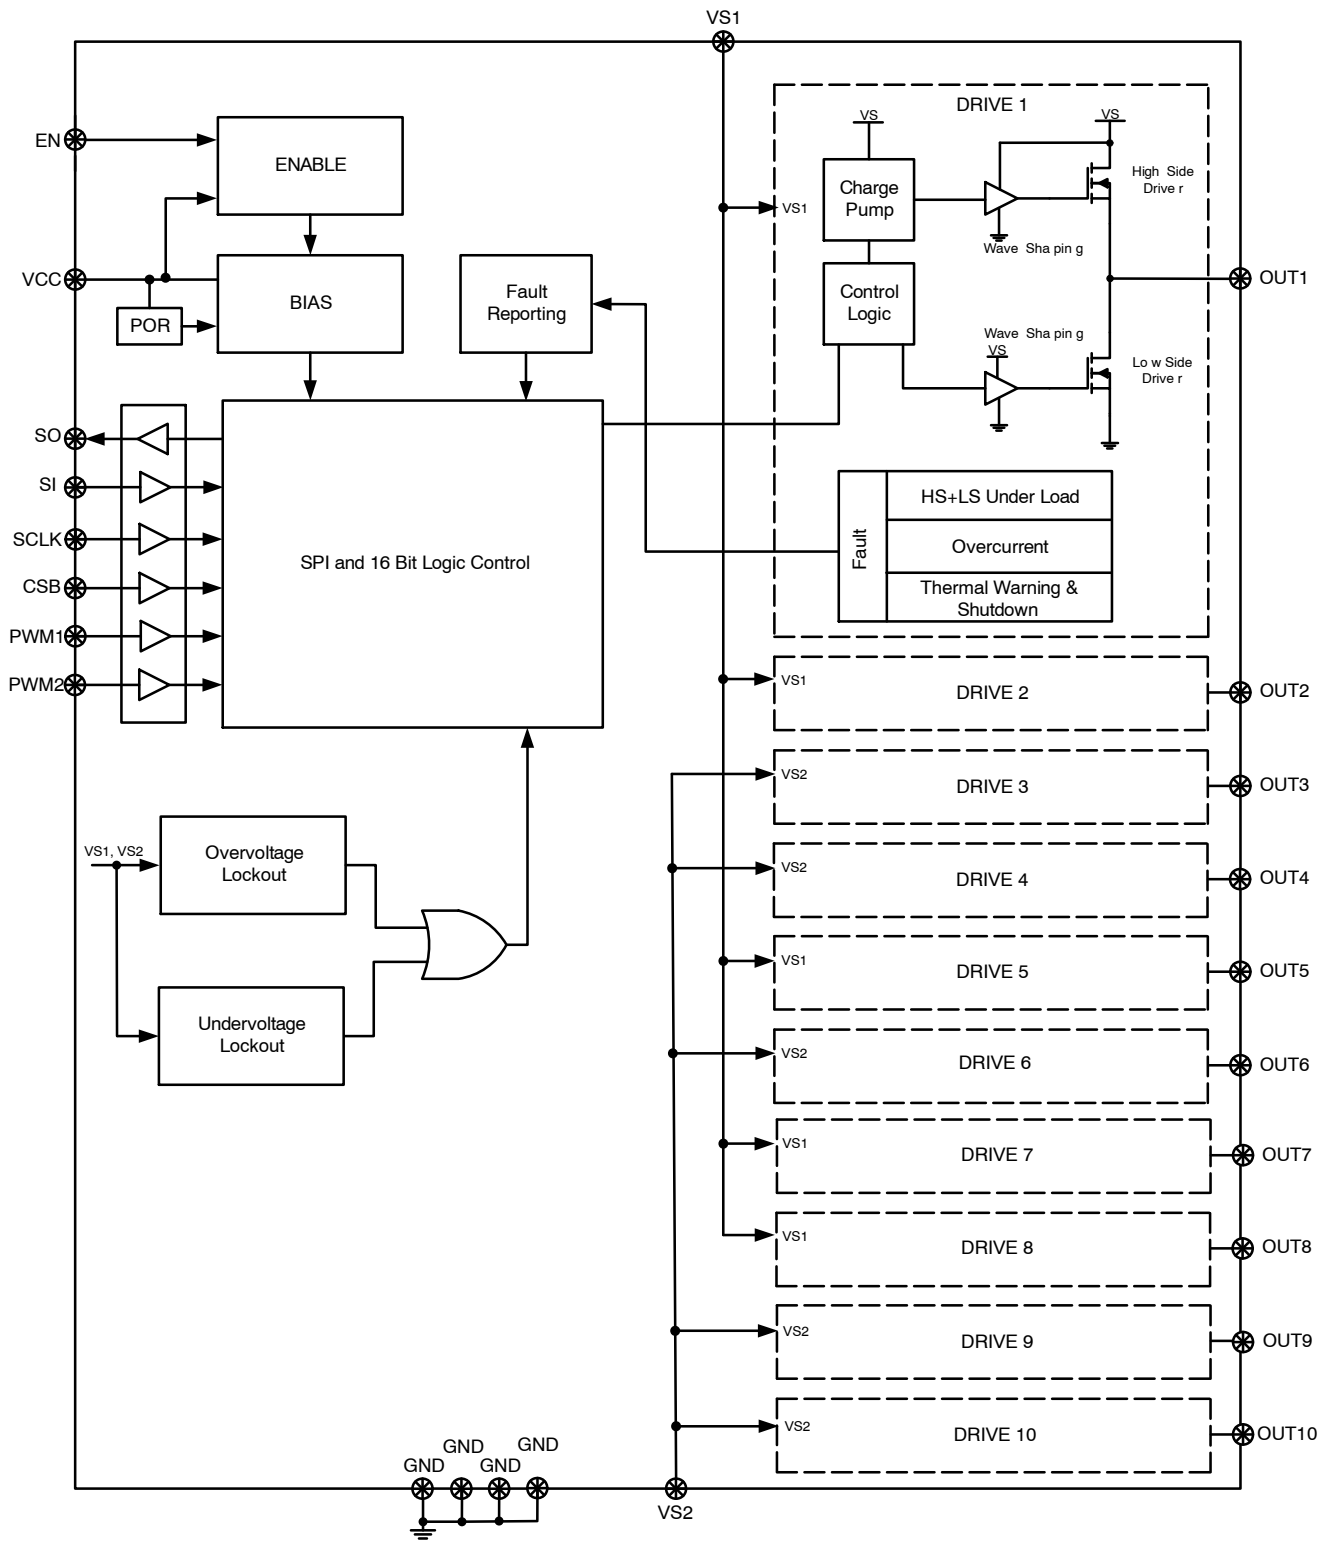 VS1
DRIVE 1
VS
VS
EN
ENABLE
High Side
Drive r
Charge
Pump
VS1
Wave Sha pin g
VCC
BIAS
Fault
Reporting
Control
Logic
OUT1
POR
Wave Sha pin g
VS
Lo w Side
Drive r
SO
SI
SCLK
CSB
PWM1
PWM2
SPI and 16 Bit Logic Control
Fault
HS+LS Under Load
Overcurrent
Thermal Warning &
Shutdown
VS1
DRIVE 2
OUT2
VS2
DRIVE 3
OUT3
VS1, VS2
Overvoltage
Lockout
VS2
DRIVE 4
OUT4
VS1
DRIVE 5
OUT5
Undervoltage
Lockout
VS2
DRIVE 6
OUT6
VS1
DRIVE 7
OUT7
VS1
DRIVE 8
OUT8
VS2
DRIVE 9
OUT9
VS2
DRIVE 10
OUT10
GND
GND
GND
GND
VS2